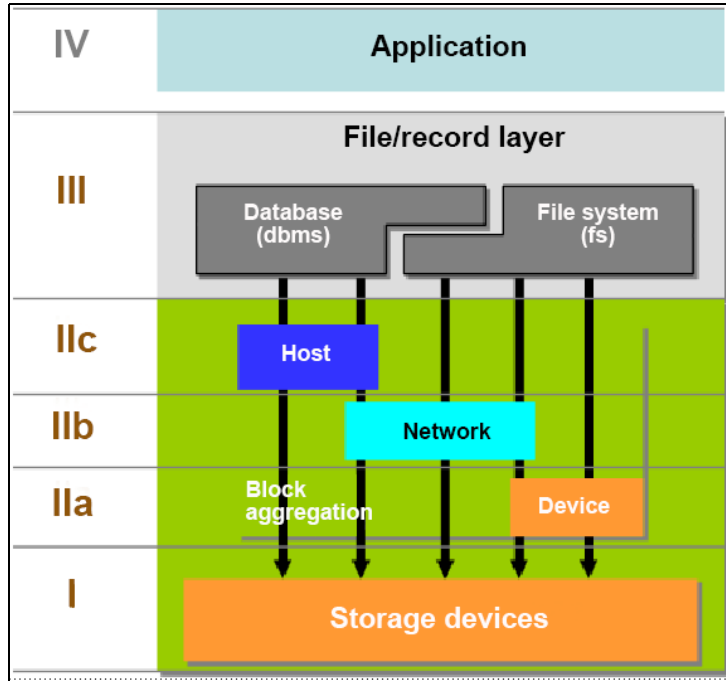 IV
Application
File/record layer
III
Database
(dbms)
File system
(fs)
IIc
Host
IIb
Network
IIa
Block
aggregation
Device
I
Storage devices